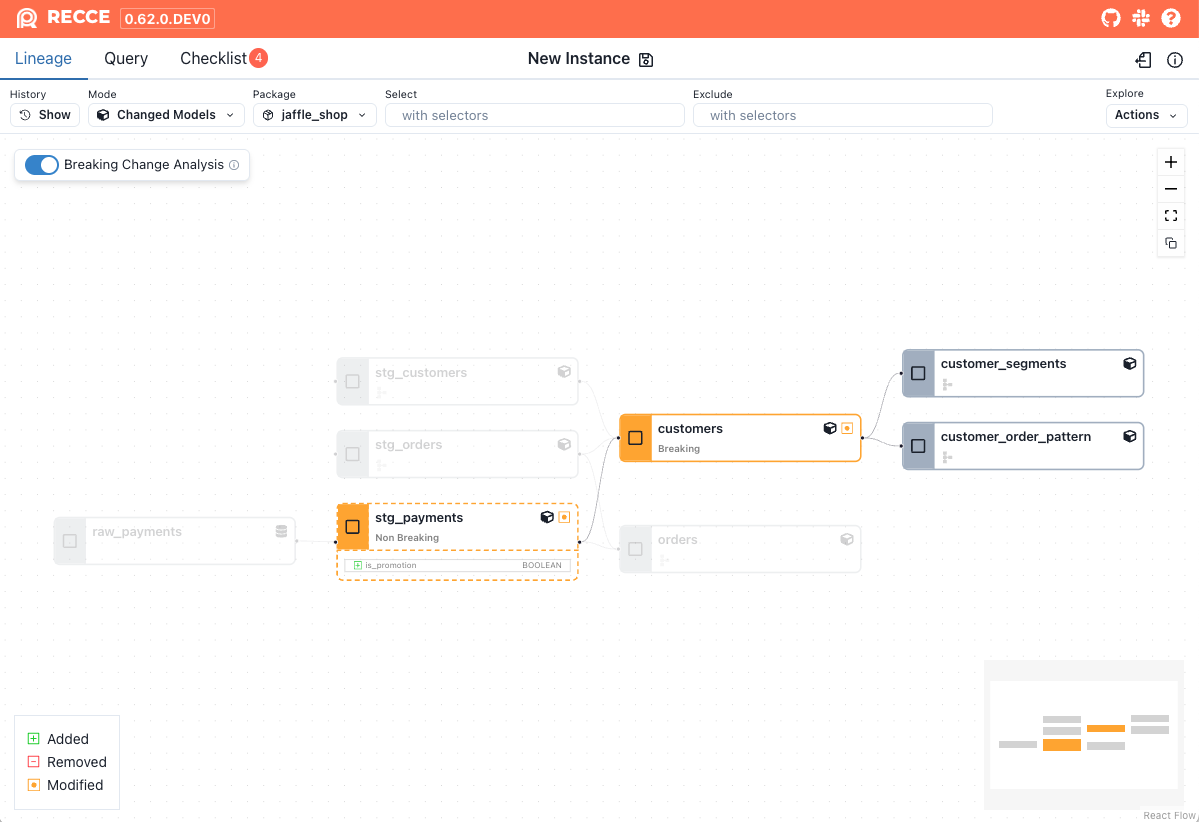 RECCE 0.62.0.DEV0
Lineage Query Checklist 4 New Instance
History Mode Package Select Exclude Explore
Show Changed Models jaffle_shop with selectors with selectors Actions
Breaking Change Analysis
customer_segments
stg_customers
customers
customer_order_pattern
stg_orders
Breaking
stg_payments
raw_payments
Non Breaking
orders
is_promotion BOOLEAN
Added
Removed
Modified
React Flow